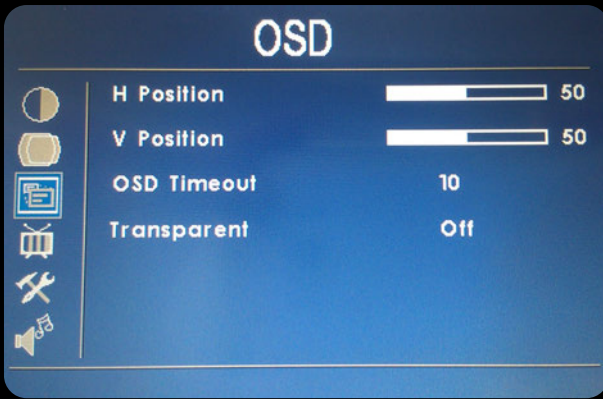 OSD
H Position 50
V Position 50
OSD Timeout 10
Transparent Off